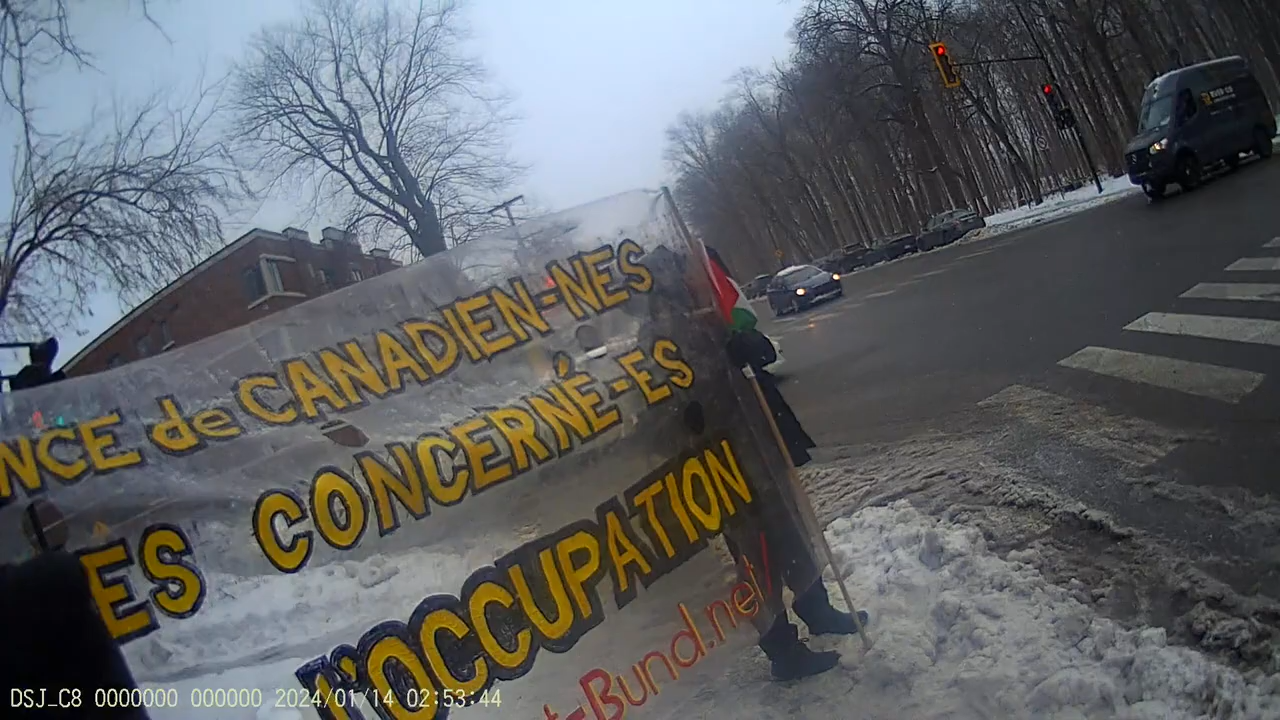 NCE de CANADIEN-NES
ES CONCERNÉ-ES
L'OCCUPATION
t-Bund.net/
DSJ_C8 0000000 000000 2024/01/14 02:53:44